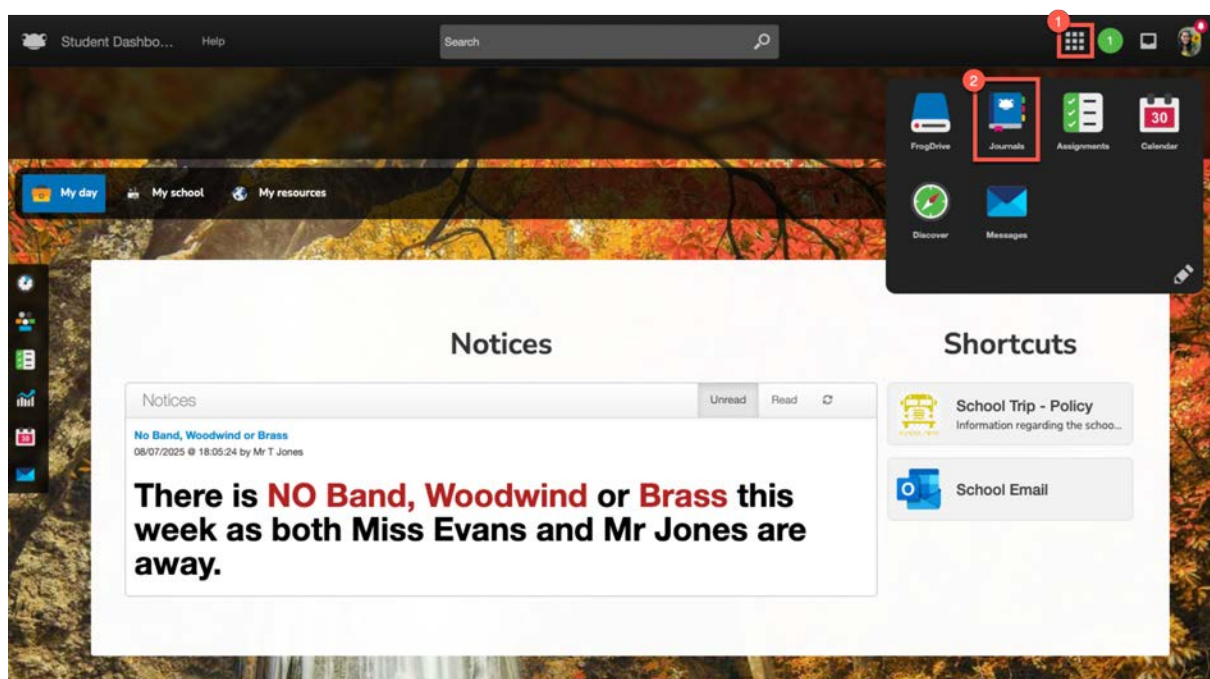 1
Student Dashbo... Help Search 1
2
FrogDrive Journals Assignments 30 Calendar
My day My school My resources
Discover Messages
Notices Shortcuts
Notices Unread Read
School Trip - Policy
Information regarding the schoo...
No Band, Woodwind or Brass
08/07/2025 @ 18:05:24 by Mr T Jones
There is NO Band, Woodwind or Brass this
week as both Miss Evans and Mr Jones are
away.
School Email